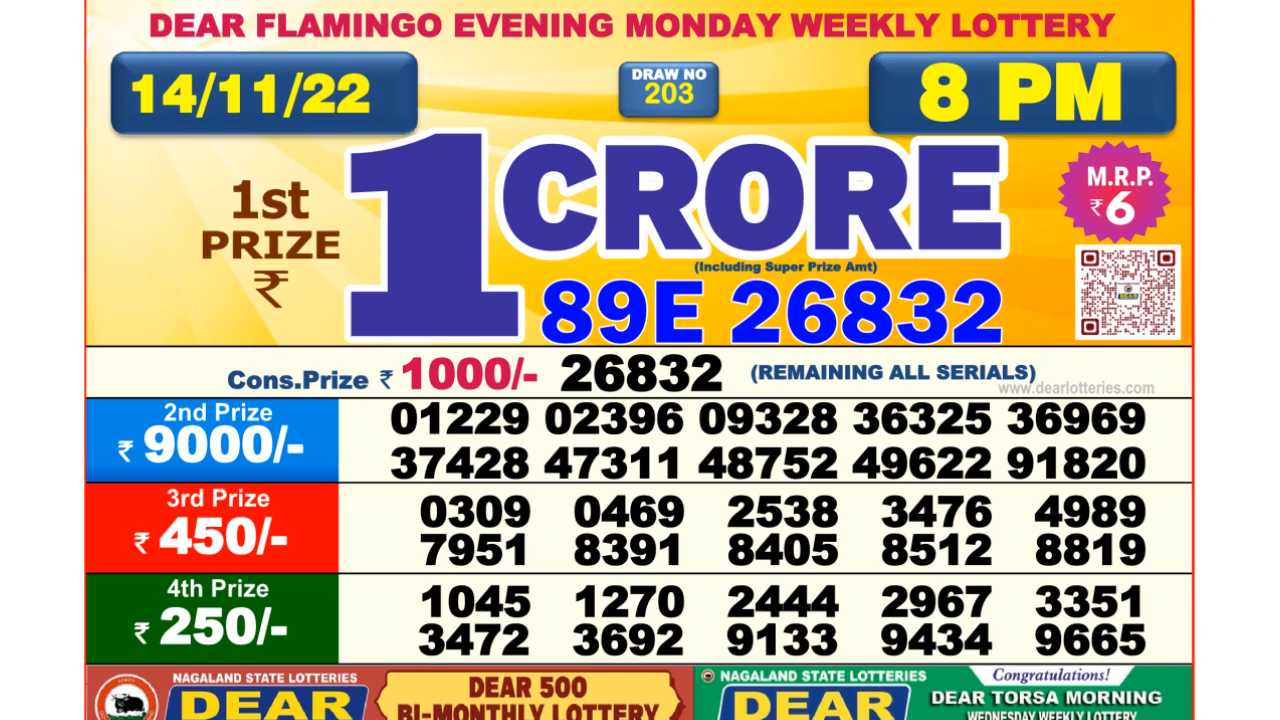 DEAR FLAMINGO EVENING MONDAY WEEKLY LOTTERY
14/11/22
DRAW NO
203
8 PM
1st
PRIZE
₹
1 CRORE
(Including Super Prize Amt)
89E 26832
M.R.P.
₹6
DEAR
Cons.Prize ₹ 1000/- 26832 (REMAINING ALL SERIALS)
www.dearlotteries.com
2nd Prize
₹ 9000/-
01229 02396 09328 36325 36969
37428 47311 48752 49622 91820
3rd Prize
₹ 450/-
0309 0469 2538 3476 4989
7951 8391 8405 8512 8819
4th Prize
₹ 250/-
1045 1270 2444 2967 3351
3472 3692 9133 9434 9665
NAGALAND STATE LOTTERIES
DEAR
DEAR 500
BI-MONTHLY LOTTERY
NAGALAND STATE LOTTERIES
DEAR
Congratulations!
DEAR TORSA MORNING
WEDNESDAY WEEKLY LOTTERY